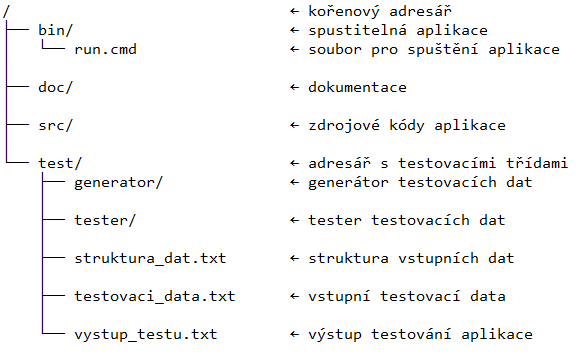 / ← kořenový adresář
├── bin/ ← spustitelná aplikace
│ └── run.cmd ← soubor pro spuštění aplikace
├── doc/ ← dokumentace
├── src/ ← zdrojové kódy aplikace
└── test/ ← adresář s testovacími třídami
├── generator/ ← generátor testovacích dat
├── tester/ ← tester testovacích dat
├── struktura_dat.txt ← struktura vstupních dat
├── testovaci_data.txt ← vstupní testovací data
└── vystup_testu.txt ← výstup testování aplikace